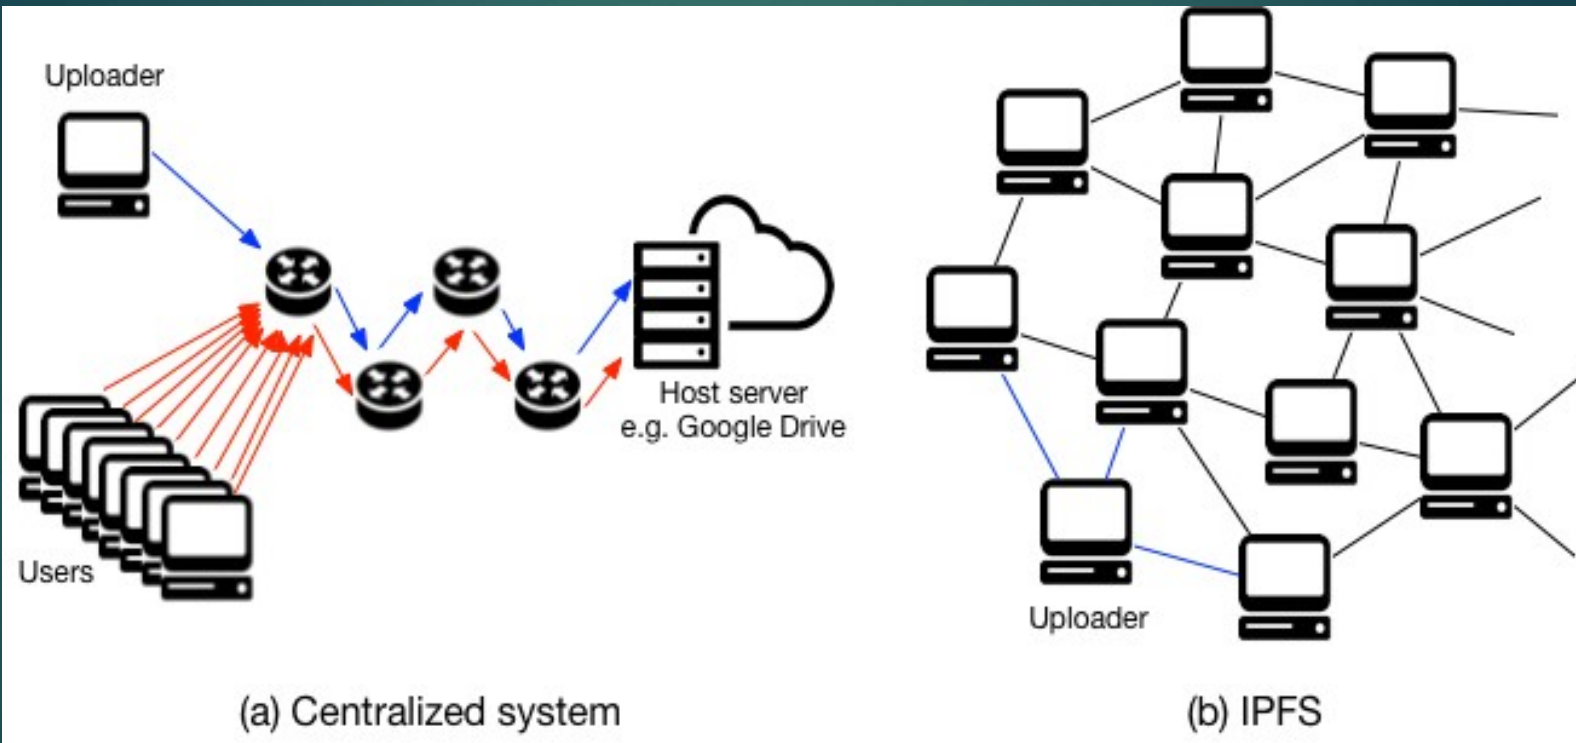 Uploader
Host server
e.g. Google Drive
Users
(a) Centralized system
Uploader
(b) IPFS